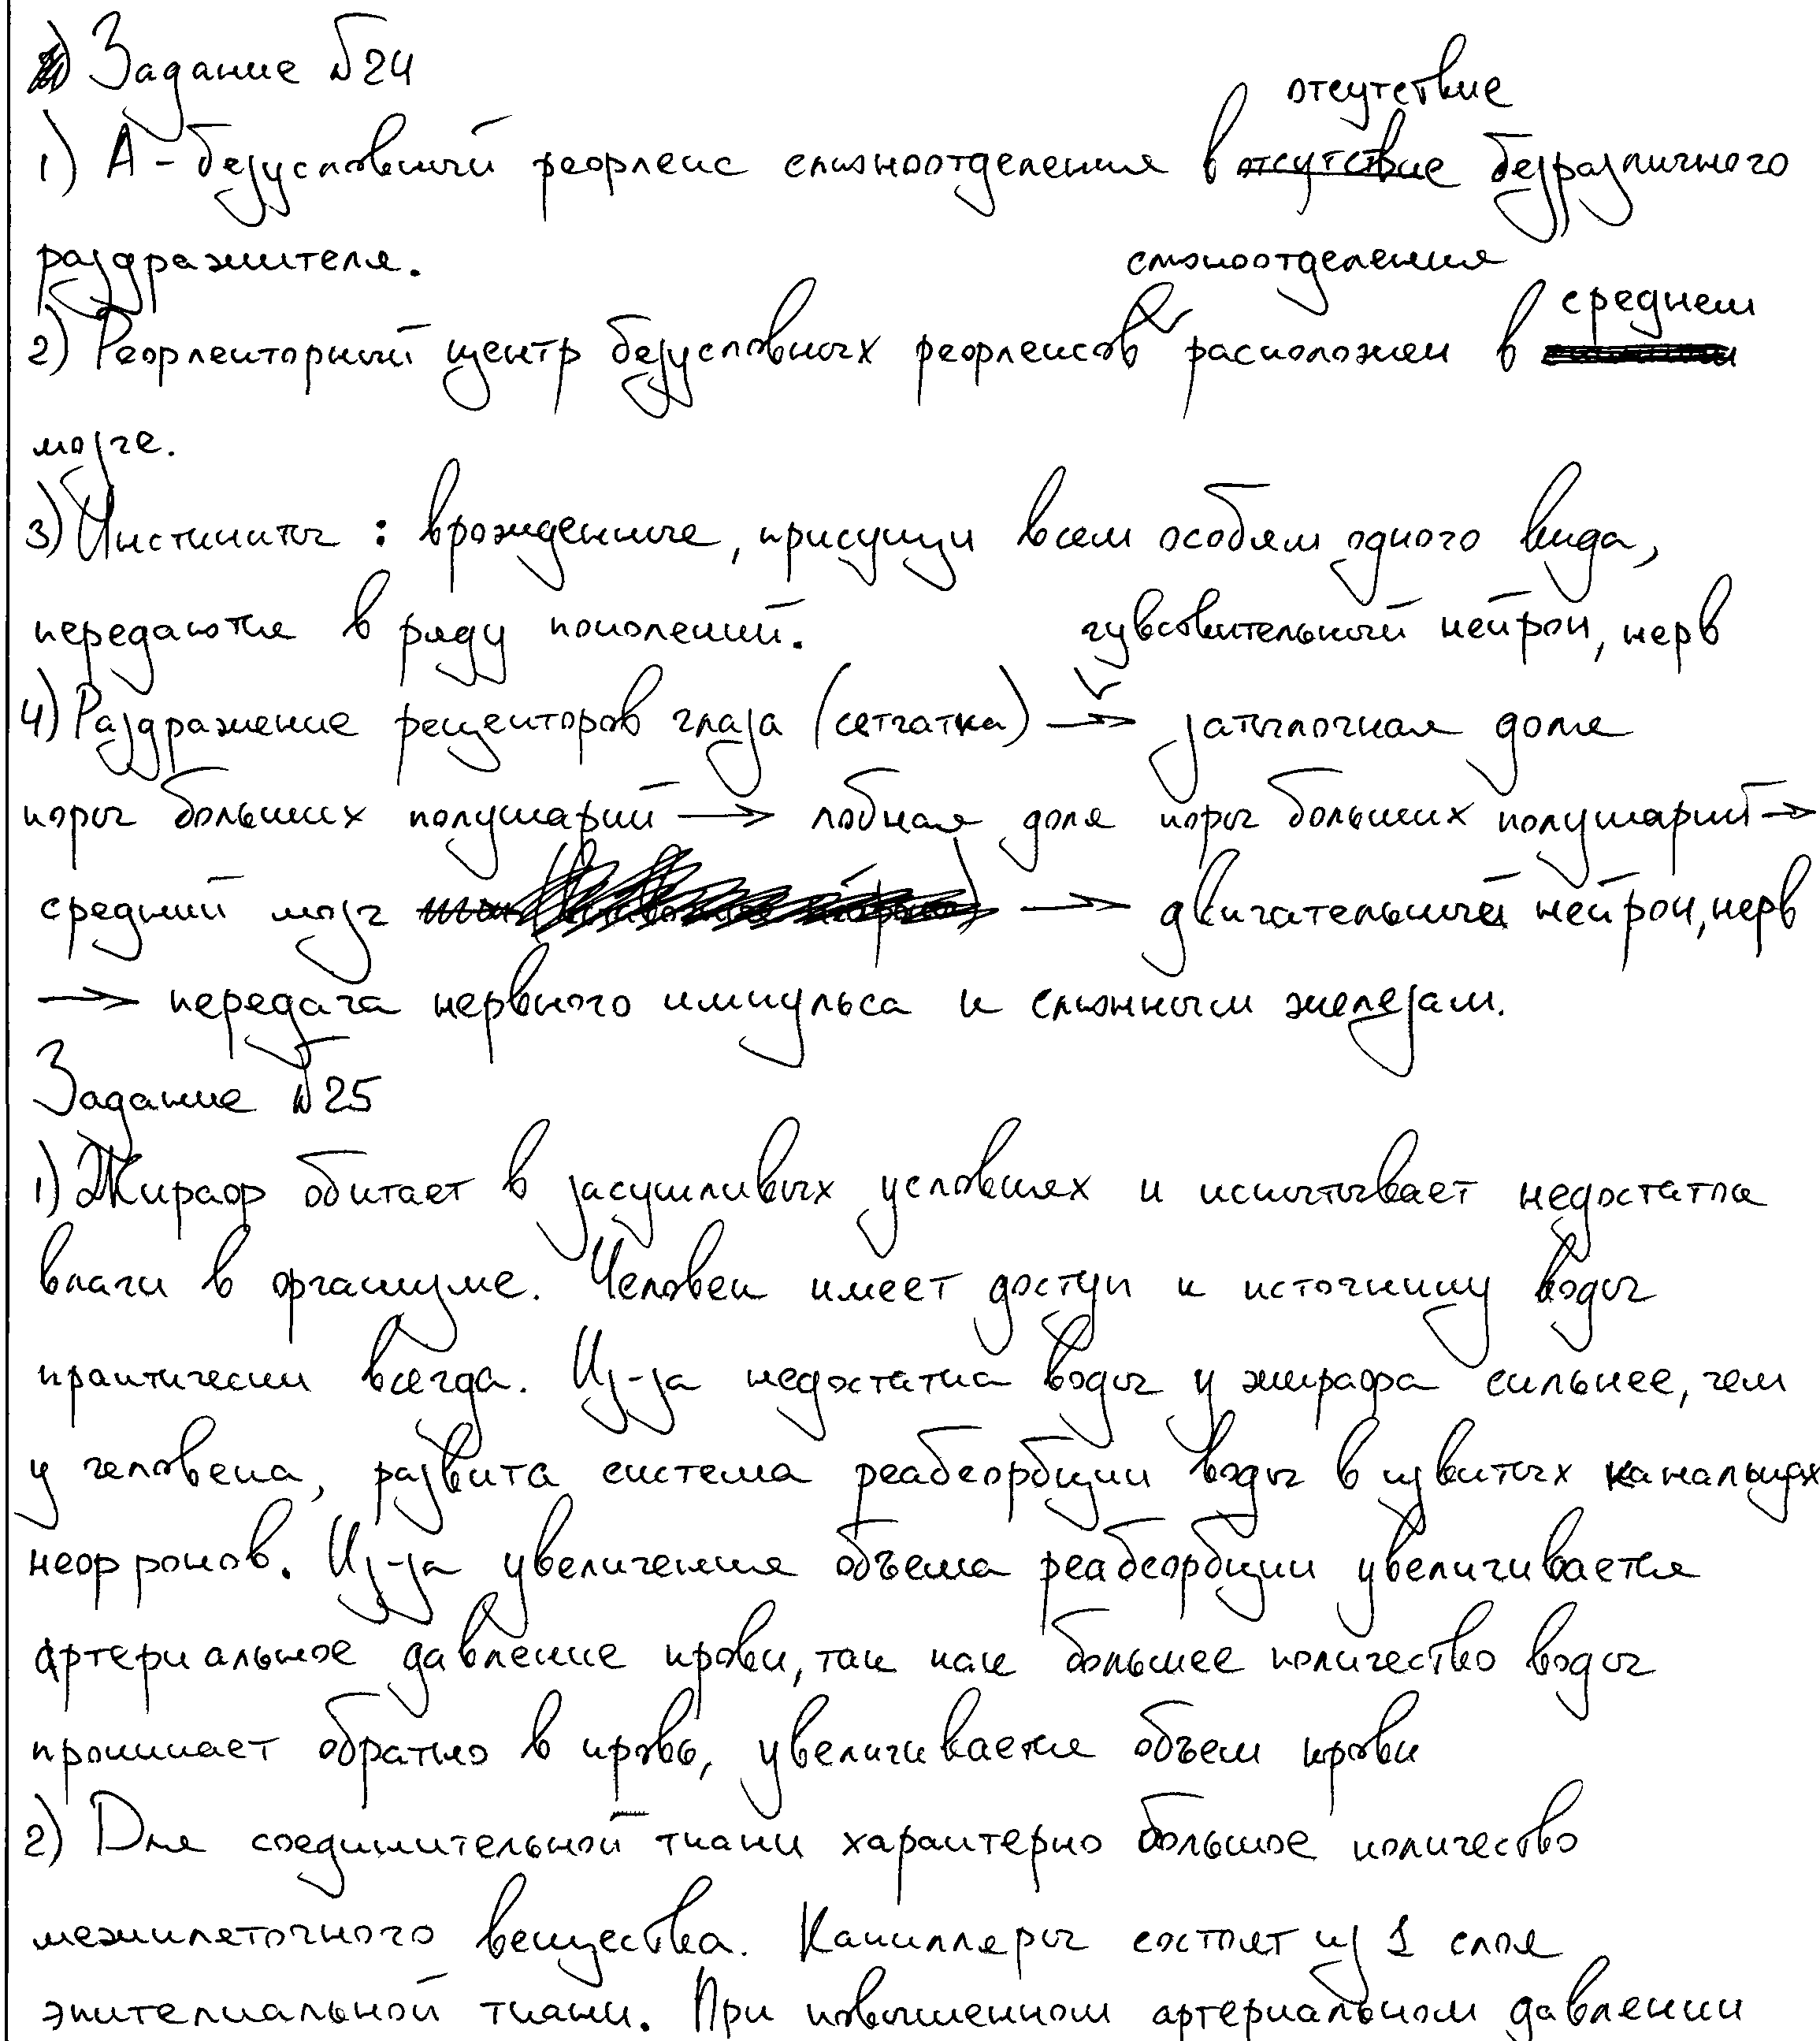 Задание №24
отсутствие
1) А - безусловный рефлекс слюноотделения в отсутствие безразличного
раздражителя.
слюноотделения
среднем
2) Рефлекторный центр безусловных рефлексов расположен в
мозге.
3) Инстинкты : врожденные, присущи всем особям одного вида,
передаются в ряду поколений.
чувствительный нейрон, нерв
4) Раздражение рецепторов глаза (сетчатка) → затылочная доля
коры больших полушарий → лобная доля коры больших полушарий →
средний мозг → двигательный нейрон, нерв
→ передача нервного импульса к слюнным железам.
Задание №25
1) Жираф обитает в засушливых условиях и испытывает недостатка
влаги в организме. Человек имеет доступ к источнику воды
практически всегда. Из-за недостатка воды у жирафа сильнее, чем
у человека, развита система реабсорбции воды в извитых канальцах
нефронов. Из-за увеличения объема реабсорбции увеличивается
артериальное давление крови, так как большее количество воды
проникает обратно в кровь, увеличивается объем крови
2) Для соединительной ткани характерно большое количество
межклеточного вещества. Капилляры состоят из 1 слоя
эпителиальной ткани. При повышенном артериальном давлении